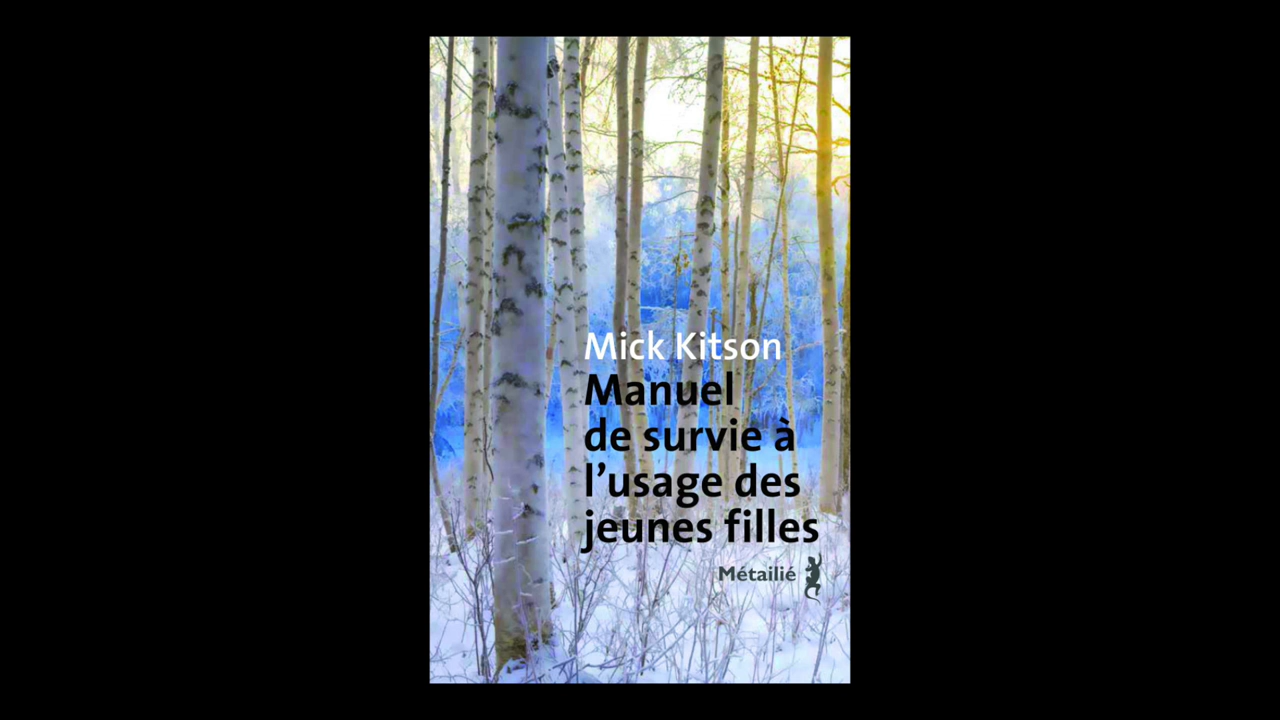 Mick Kitson
Manuel
de survie à
l’usage des
jeunes filles
Métailié